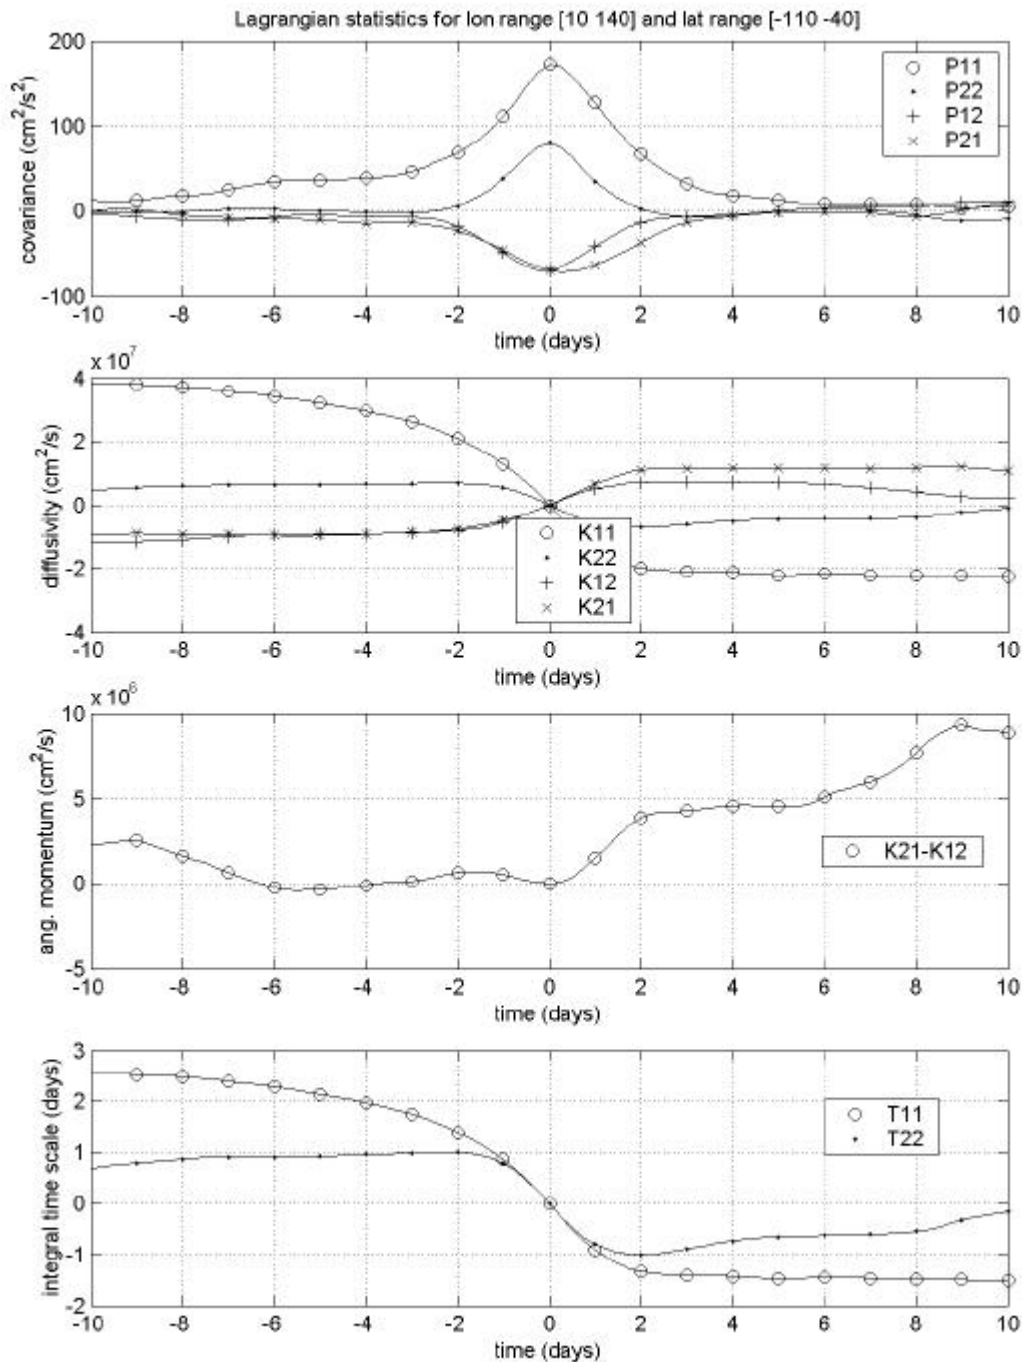 Lagrangian statistics for lon range [10 140] and lat range [-110 -40]
200
100
0
-100
covariance (cm²/s²)
P11
P22
P12
P21
-10 -8 -6 -4 -2 0 2 4 6 8 10
time (days)
x 10⁷
4
2
0
-2
-4
diffusivity (cm²/s)
K11
K22
K12
K21
-10 -8 -6 -4 -2 0 2 4 6 8 10
time (days)
x 10⁶
10
5
0
-5
ang. momentum (cm²/s)
K21-K12
-10 -8 -6 -4 -2 0 2 4 6 8 10
time (days)
3
2
1
0
-1
-2
integral time scale (days)
T11
T22
-10 -8 -6 -4 -2 0 2 4 6 8 10
time (days)